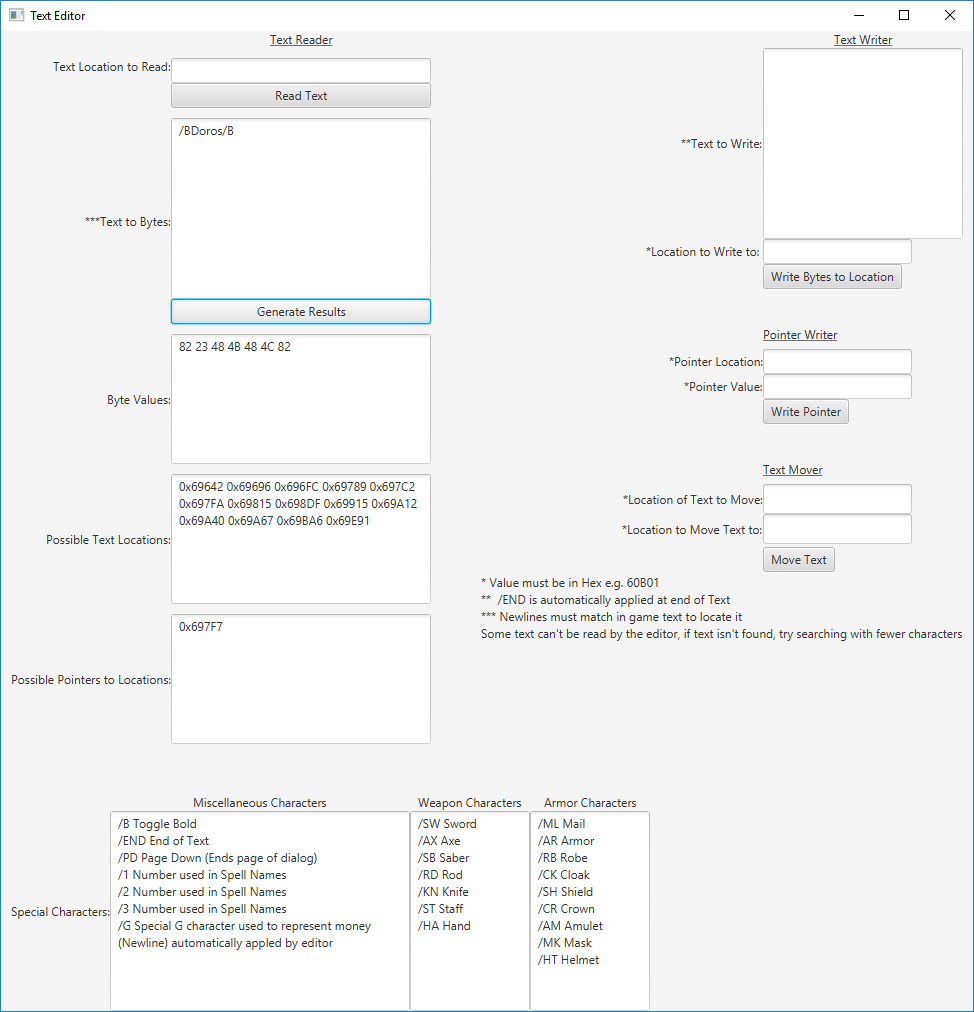 Text Editor
Text Reader
Text Location to Read:
Read Text
/BDoros/B
***Text to Bytes:
Generate Results
82 23 48 4B 48 4C 82
Byte Values:
0x69642 0x69696 0x696FC 0x69789 0x697C2
0x697FA 0x69815 0x698DF 0x69915 0x69A12
0x69A40 0x69A67 0x69BA6 0x69E91
Possible Text Locations:
0x697F7
Possible Pointers to Locations:
Text Writer
**Text to Write:
*Location to Write to:
Write Bytes to Location
Pointer Writer
*Pointer Location:
*Pointer Value:
Write Pointer
Text Mover
*Location of Text to Move:
*Location to Move Text to:
Move Text
* Value must be in Hex e.g. 60B01
** /END is automatically applied at end of Text
*** Newlines must match in game text to locate it
Some text can't be read by the editor, if text isn't found, try searching with fewer characters
Special Characters:
Miscellaneous Characters
/B Toggle Bold
/END End of Text
/PD Page Down (Ends page of dialog)
/1 Number used in Spell Names
/2 Number used in Spell Names
/3 Number used in Spell Names
/G Special G character used to represent money
(Newline) automatically appled by editor
Weapon Characters
/SW Sword
/AX Axe
/SB Saber
/RD Rod
/KN Knife
/ST Staff
/HA Hand
Armor Characters
/ML Mail
/AR Armor
/RB Robe
/CK Cloak
/SH Shield
/CR Crown
/AM Amulet
/MK Mask
/HT Helmet